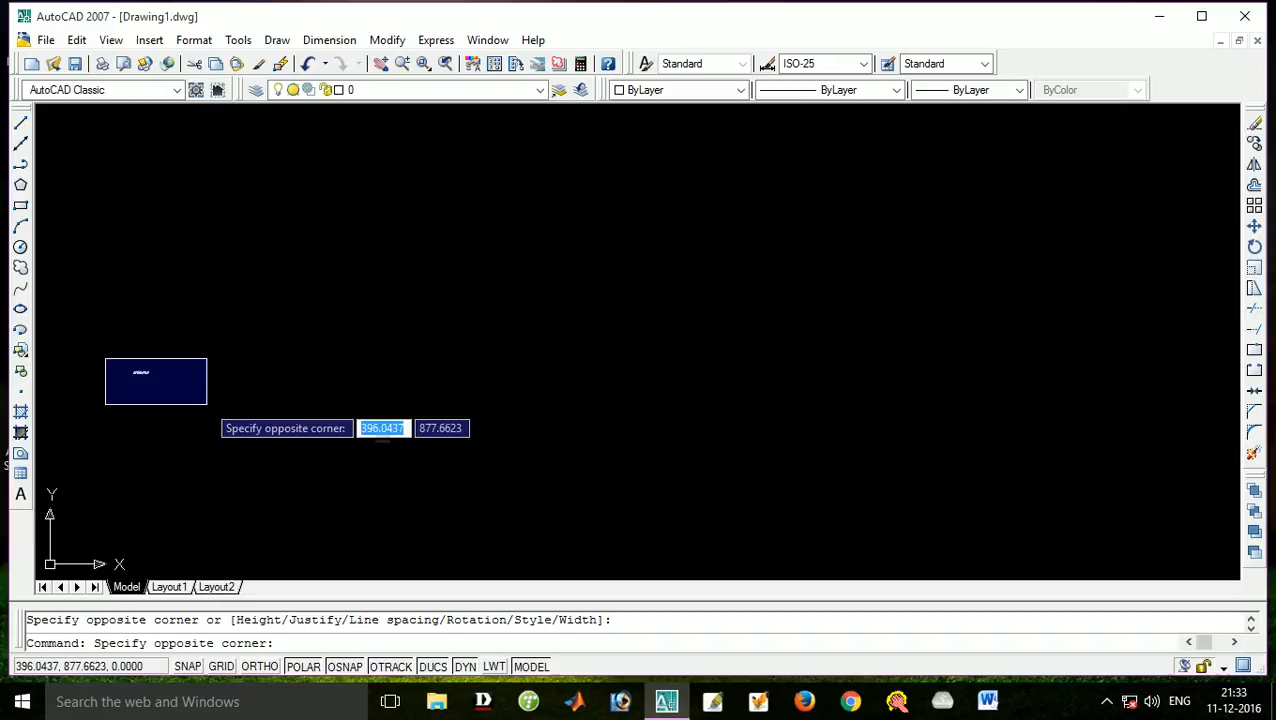 AutoCAD 2007 - [Drawing1.dwg]
File Edit View Insert Format Tools Draw Dimension Modify Express Window Help
Standard ISO-25 Standard
AutoCAD Classic 0 ByLayer ByLayer ByLayer ByColor
Specify opposite corner: 396.0437 877.6623
Y
X
Model Layout1 Layout2
Specify opposite corner or [Height/Justify/Line spacing/Rotation/Style/Width]:
Command: Specify opposite corner:
396.0437, 877.6623, 0.0000 SNAP GRID ORTHO POLAR OSNAP OTRACK DUCS DYN LWT MODEL
Search the web and Windows
ENG
21:33
11-12-2016